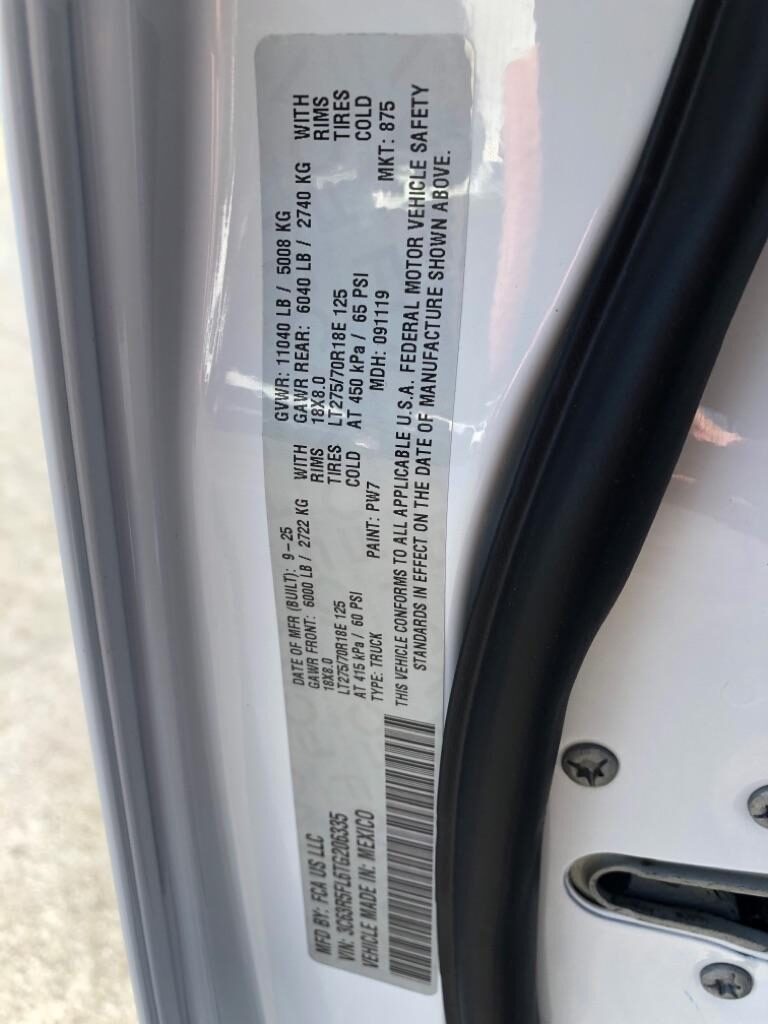 MFD BY: FCA US LLC
DATE OF MFR (BUILT): 9-25
GVWR: 11040 LB / 5008 KG
GAWR FRONT: 6000 LB / 2722 KG WITH
18X8.0 RIMS
LT275/70R18E 125 TIRES
AT 415 kPa / 60 PSI COLD
GAWR REAR: 6040 LB / 2740 KG WITH
18X8.0 RIMS
LT275/70R18E 125 TIRES
AT 450 kPa / 65 PSI COLD
VIN: 3C63R5FL6TG206335
TYPE: TRUCK PAINT: PW7 MDH: 091119 MKT: 875
VEHICLE MADE IN: MEXICO
THIS VEHICLE CONFORMS TO ALL APPLICABLE U.S.A. FEDERAL MOTOR VEHICLE SAFETY
STANDARDS IN EFFECT ON THE DATE OF MANUFACTURE SHOWN ABOVE.